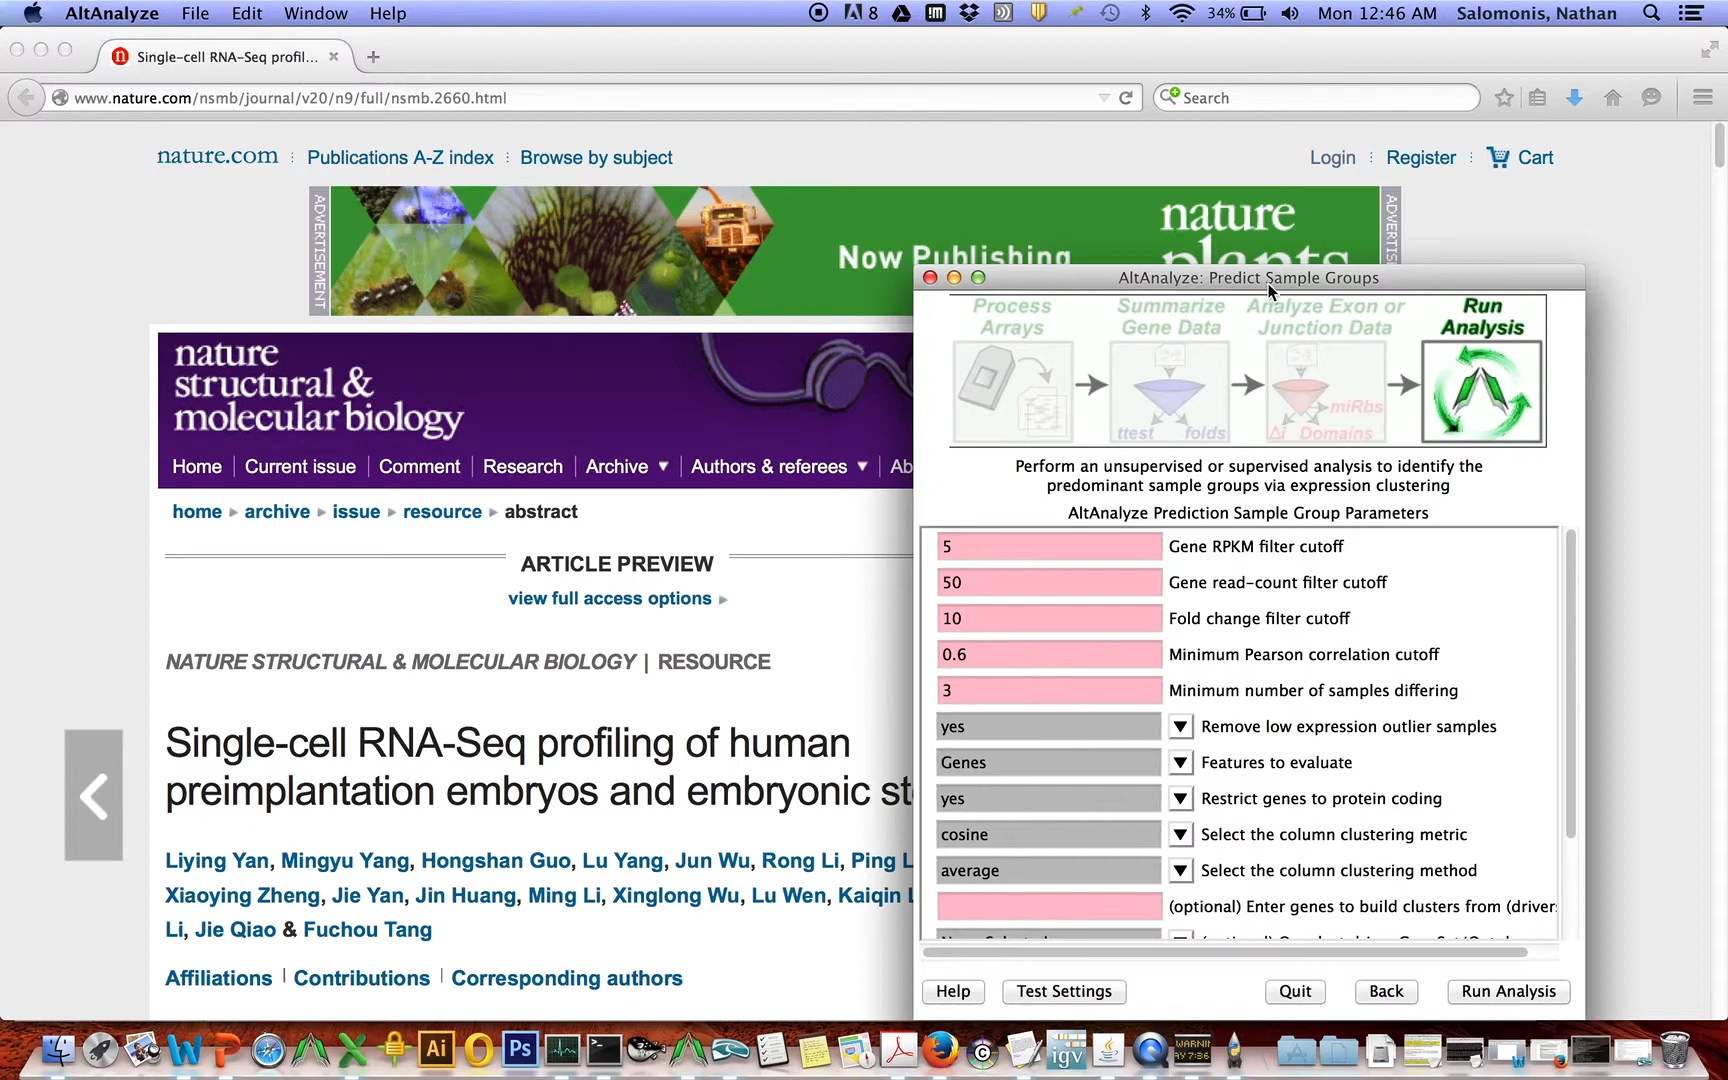 AltAnalyze File Edit Window Help
8 34% Mon 12:46 AM Salomonis, Nathan
Single-cell RNA-Seq profil...
www.nature.com/nsmb/journal/v20/n9/full/nsmb.2660.html
Search
nature.com Publications A-Z index Browse by subject
Login Register Cart
ADVERTISEMENT
Now Publishing
nature
plants
AltAnalyze: Predict Sample Groups
Process
Arrays
Summarize
Gene Data
Analyze Exon or
Junction Data
Run
Analysis
ttest folds
miRbs
Δi Domains
Perform an unsupervised or supervised analysis to identify the
predominant sample groups via expression clustering
AltAnalyze Prediction Sample Group Parameters
5 Gene RPKM filter cutoff
50 Gene read-count filter cutoff
10 Fold change filter cutoff
0.6 Minimum Pearson correlation cutoff
3 Minimum number of samples differing
yes Remove low expression outlier samples
Genes Features to evaluate
yes Restrict genes to protein coding
cosine Select the column clustering metric
average Select the column clustering method
(optional) Enter genes to build clusters from (driver
Help Test Settings Quit Back Run Analysis
nature
structural &
molecular biology
Home Current issue Comment Research Archive Authors & referees Ab
home archive issue resource abstract
ARTICLE PREVIEW
view full access options
NATURE STRUCTURAL & MOLECULAR BIOLOGY | RESOURCE
Single-cell RNA-Seq profiling of human
preimplantation embryos and embryonic st
Liying Yan, Mingyu Yang, Hongshan Guo, Lu Yang, Jun Wu, Rong Li, Ping L
Xiaoying Zheng, Jie Yan, Jin Huang, Ming Li, Xinglong Wu, Lu Wen, Kaiqin L
Li, Jie Qiao & Fuchou Tang
Affiliations Contributions Corresponding authors
Ai
Ps
igv
WARNIN